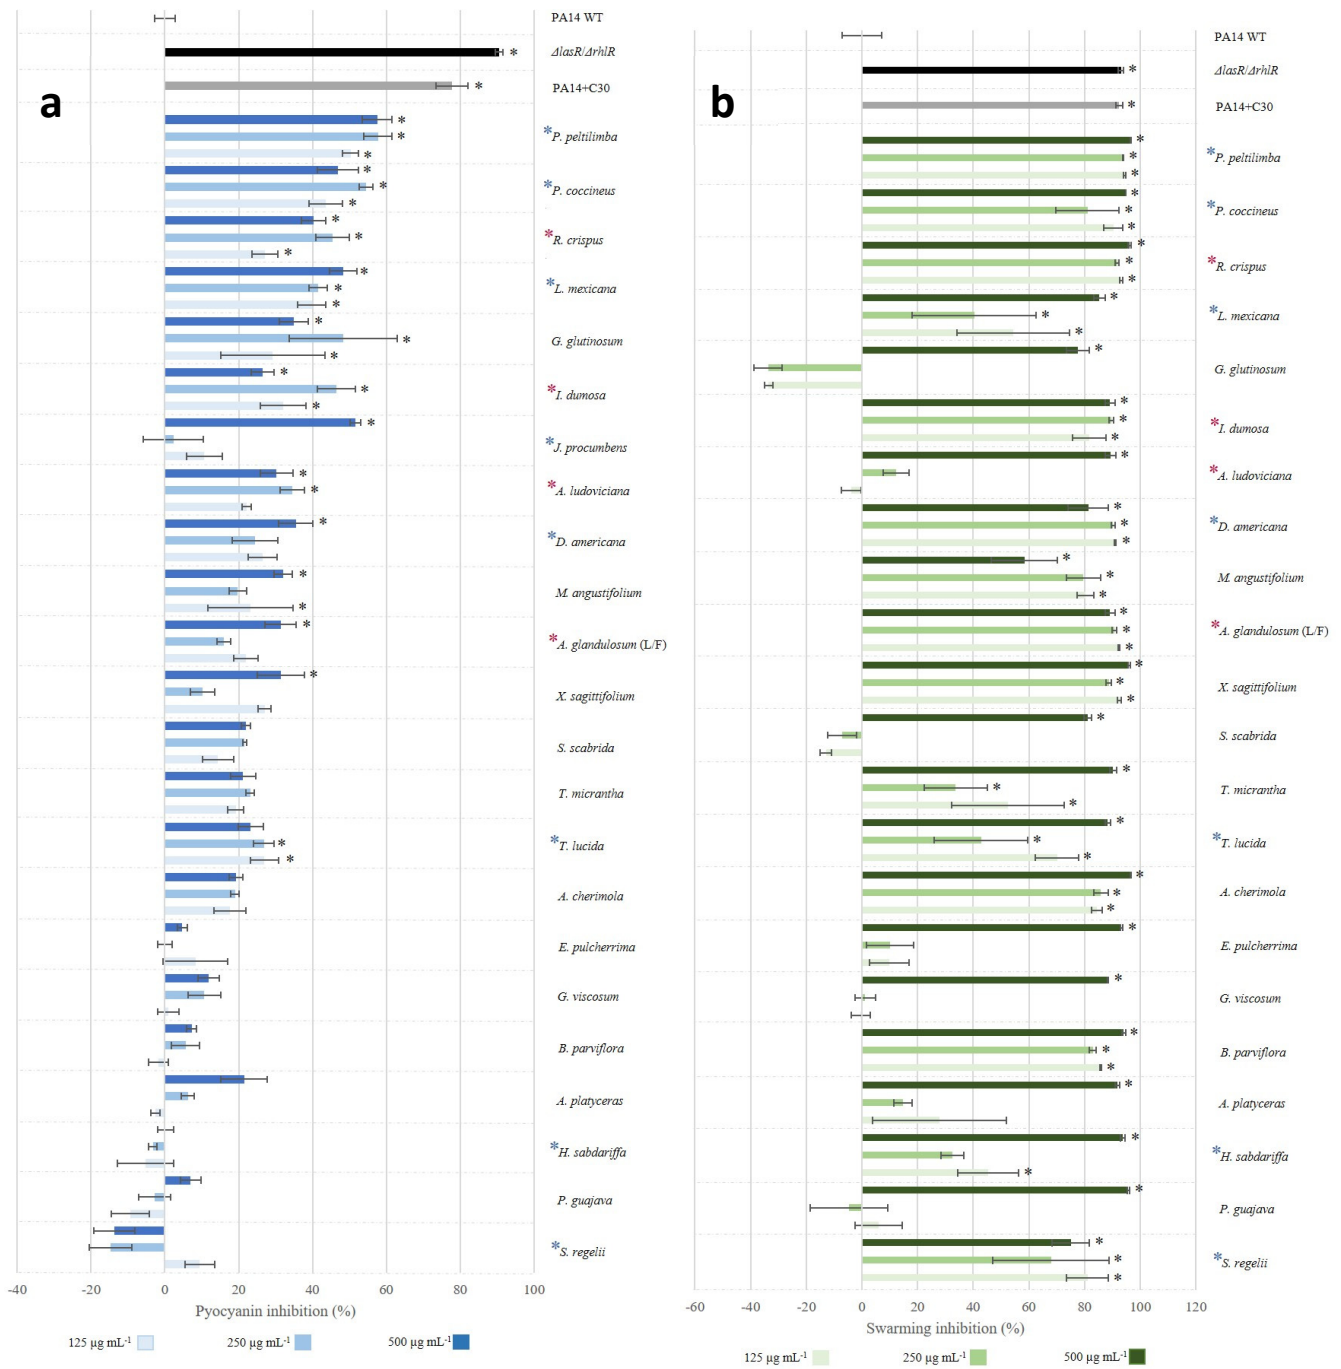 a
PA14 WT
ΔlasR/ΔrhlR
*
PA14+C30
*
*P. peltilimba
*
*
*
*P. coccineus
*
*
*
*R. crispus
*
*
*
*L. mexicana
*
*
*
G. glutinosum
*
*
*
*I. dumosa
*
*
*
*J. procumbens
*
*A. ludoviciana
*
*
*D. americana
*
M. angustifolium
*
*
*A. glandulosum (L/F)
*
X. sagittifolium
*
S. scabrida
T. micrantha
*T. lucida
*
*
A. cherimola
E. pulcherrima
G. viscosum
B. parviflora
A. platyceras
*H. sabdariffa
P. guajava
*S. regelii
-40 -20 0 20 40 60 80 100
Pyocyanin inhibition (%)
125 µg mL-1 250 µg mL-1 500 µg mL-1
b
PA14 WT
ΔlasR/ΔrhlR
*
PA14+C30
*
*P. peltilimba
*
*
*
*P. coccineus
*
*
*
*R. crispus
*
*
*
*L. mexicana
*
*
*
G. glutinosum
*
*I. dumosa
*
*
*
*A. ludoviciana
*
*D. americana
*
*
*
M. angustifolium
*
*
*
*A. glandulosum (L/F)
*
*
*
X. sagittifolium
*
*
*
S. scabrida
*
T. micrantha
*
*
*
*T. lucida
*
*
*
A. cherimola
*
*
*
E. pulcherrima
*
G. viscosum
*
B. parviflora
*
*
*
A. platyceras
*
*H. sabdariffa
*
*
P. guajava
*
*S. regelii
*
*
*
-60 -40 -20 0 20 40 60 80 100 120
Swarming inhibition (%)
125 µg mL-1 250 µg mL-1 500 µg mL-1